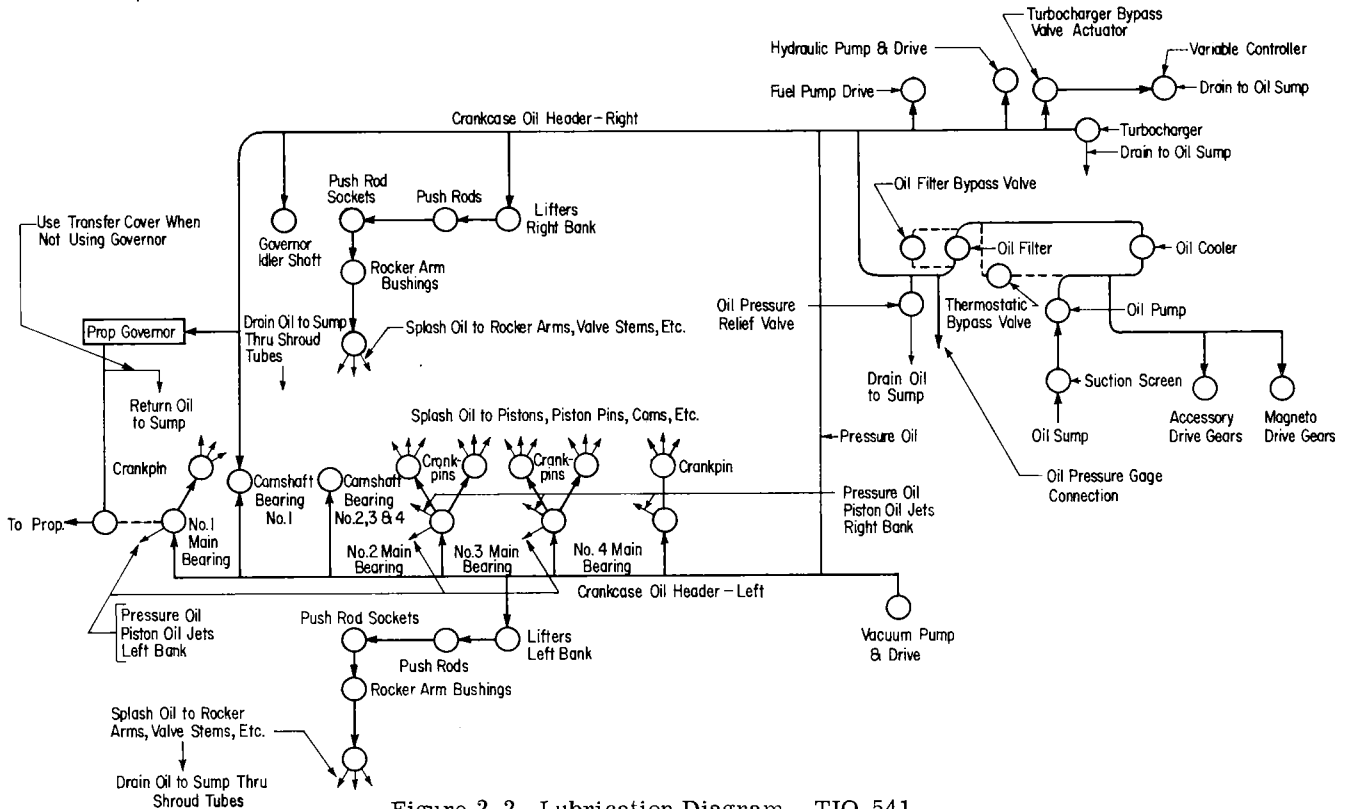 Turbocharger Bypass
Valve Actuator
Hydraulic Pump & Drive
Variable Controller
Fuel Pump Drive
Drain to Oil Sump
Crankcase Oil Header - Right
Turbocharger
Drain to Oil Sump
Push Rod
Sockets
Push Rods
Oil Filter Bypass Valve
Use Transfer Cover When
Not Using Governor
Lifters
Right Bank
Governor
Idler Shaft
Oil Filter
Oil Cooler
Rocker Arm
Bushings
Oil Pressure
Relief Valve
Thermostatic
Bypass Valve
Oil Pump
Prop Governor
Drain Oil to Sump
Thru Shroud
Tubes
Splash Oil to Rocker Arms, Valve Stems, Etc.
Drain Oil
to Sump
Suction Screen
Return Oil
to Sump
Splash Oil to Pistons, Piston Pins, Cams, Etc.
Oil Sump
Accessory
Drive Gears
Magneto
Drive Gears
Pressure Oil
Crankpin
Crank-
pins
Crank-
pins
Crankpin
Oil Pressure Gage
Connection
Camshaft
Bearing
No.1
Camshaft
Bearing
No.2,3 & 4
Pressure Oil
Piston Oil Jets
Right Bank
To Prop.
No.1
Main
Bearing
No.2 Main
Bearing
No.3 Main
Bearing
No. 4 Main
Bearing
Crankcase Oil Header - Left
Pressure Oil
Piston Oil Jets
Left Bank
Push Rod Sockets
Lifters
Left Bank
Vacuum Pump
& Drive
Push Rods
Rocker Arm Bushings
Splash Oil to Rocker
Arms, Valve Stems, Etc.
Drain Oil to Sump Thru
Shroud Tubes
Figure 2-2. Lubrication Diagram - TIO-541